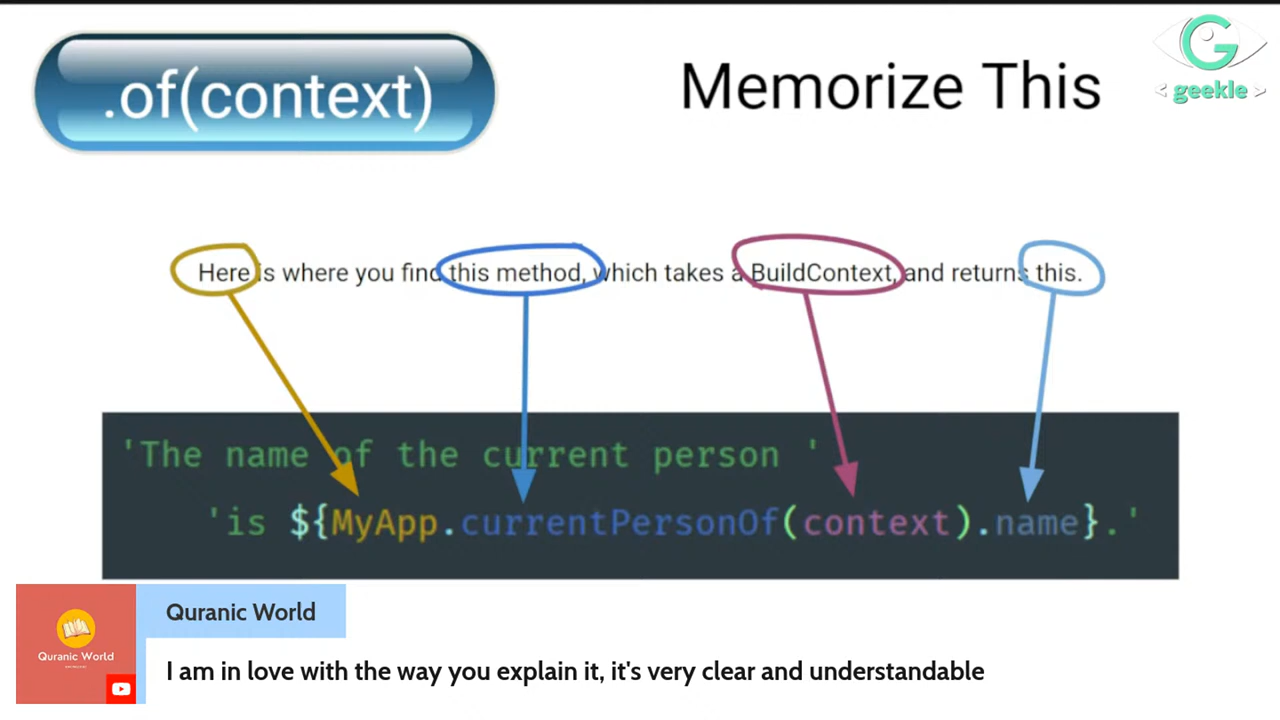 .of(context)
Memorize This
G
< geekle >
Here is where you find this method, which takes a BuildContext, and returns this.
'The name of the current person '
'is ${MyApp.currentPersonOf(context).name}.'
Quranic World
Quranic World
I am in love with the way you explain it, it's very clear and understandable